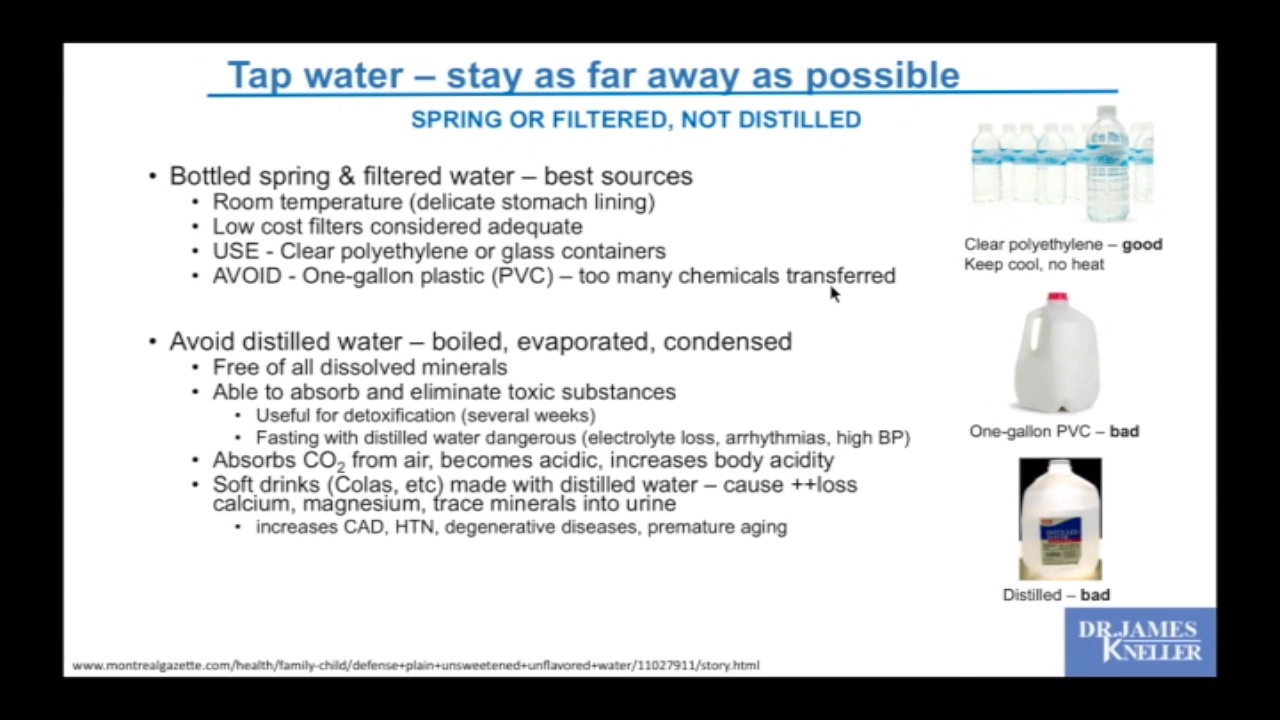 Tap water – stay as far away as possible
SPRING OR FILTERED, NOT DISTILLED
• Bottled spring & filtered water – best sources
• Room temperature (delicate stomach lining)
• Low cost filters considered adequate
• USE - Clear polyethylene or glass containers
• AVOID - One-gallon plastic (PVC) – too many chemicals transferred
Clear polyethylene – good
Keep cool, no heat
• Avoid distilled water – boiled, evaporated, condensed
• Free of all dissolved minerals
• Able to absorb and eliminate toxic substances
• Useful for detoxification (several weeks)
• Fasting with distilled water dangerous (electrolyte loss, arrhythmias, high BP)
• Absorbs CO2 from air, becomes acidic, increases body acidity
• Soft drinks (Colas, etc) made with distilled water – cause ++loss
calcium, magnesium, trace minerals into urine
• increases CAD, HTN, degenerative diseases, premature aging
One-gallon PVC – bad
Distilled – bad
DR.JAMES
KNELLER
www.montrealgazette.com/health/family-child/defense+plain+unsweetened+unflavored+water/11027911/story.html